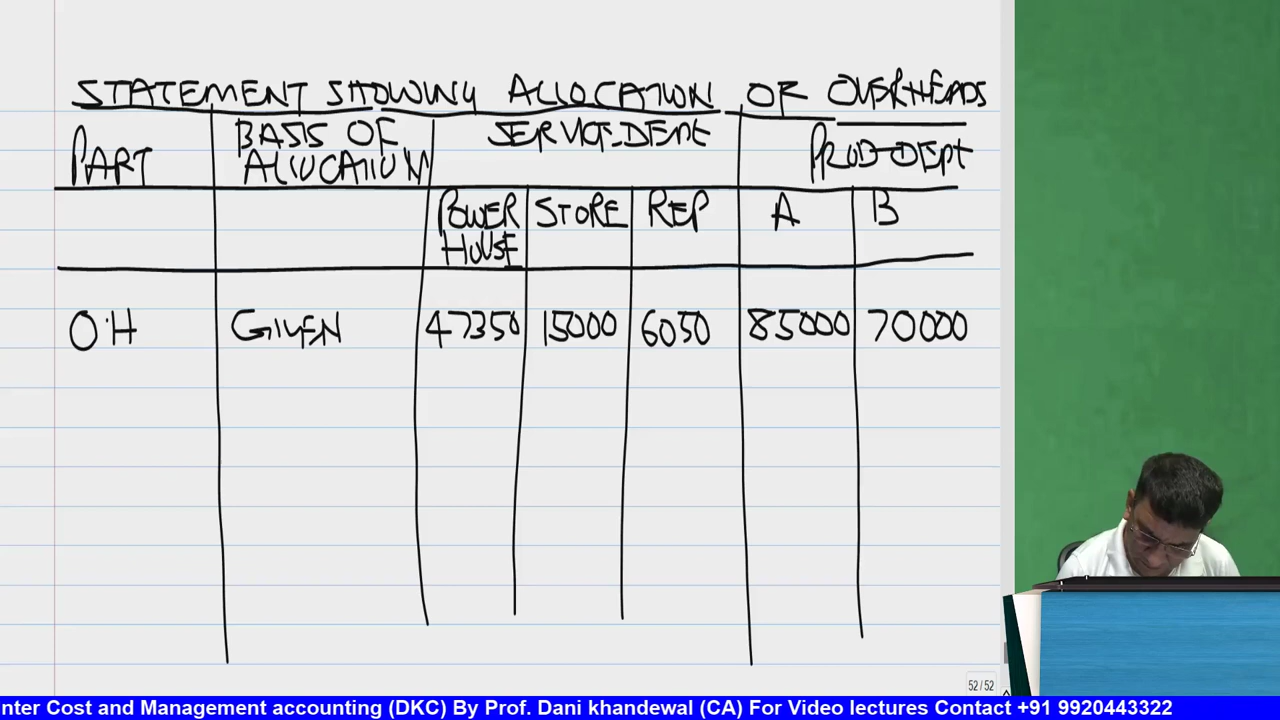 STATEMENT SHOWING ALLOCATION OF OVERHEADS
PART BASIS OF ALLOCATION SERVICE DEPT PROD DEPT
POWER HOUSE STORE REP A B
O.H GIVEN 47350 15000 6050 85000 70000
52/52
nter Cost and Management accounting (DKC) By Prof. Dani khandewal (CA) For Video lectures Contact +91 9920443322